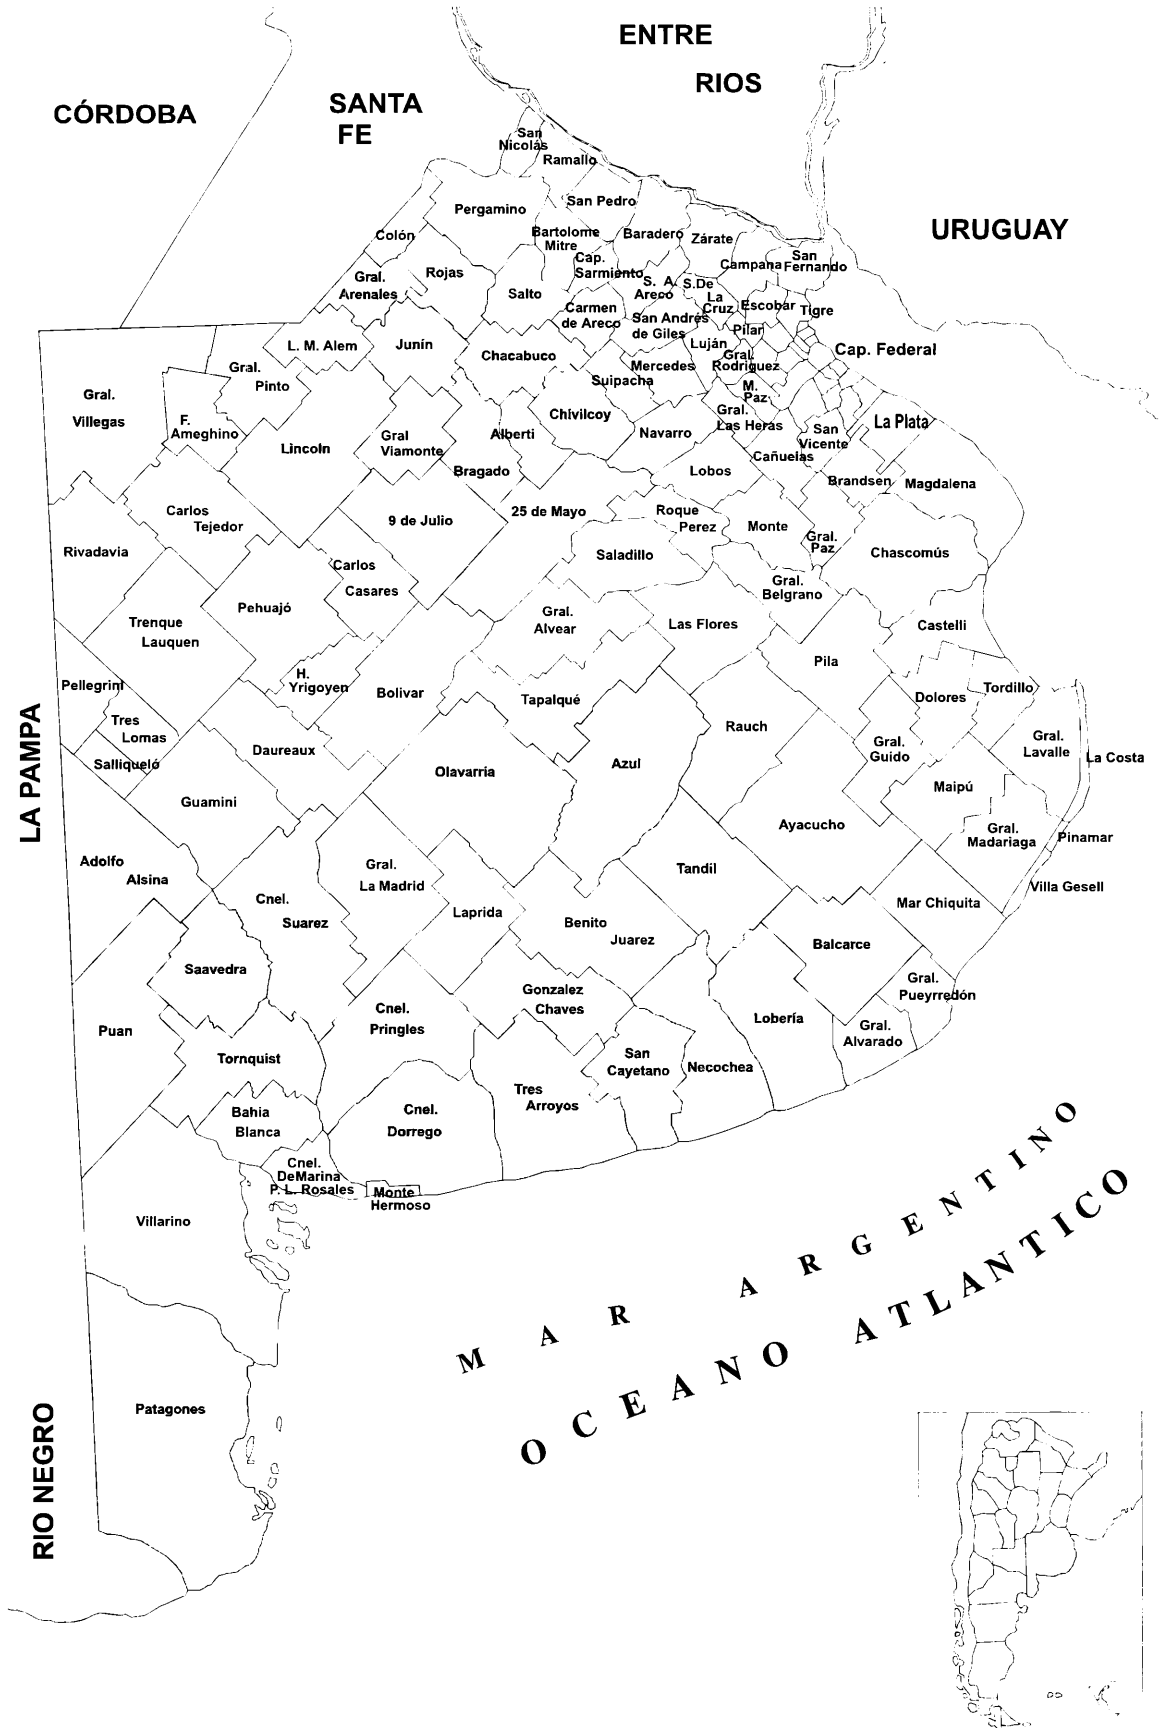 ENTRE
RIOS
CÓRDOBA
SANTA
FE
URUGUAY
LA PAMPA
RIO NEGRO
San
Nicolás
Ramallo
San Pedro
Pergamino
Colón
Bartolome
Mitre
Baradero
Zárate
Cap.
Sarmiento
Campana
San
Fernando
Gral.
Arenales
Rojas
Salto
S. A.
Areco
S.De
La
Cruz
Escobar
Tigre
Carmen
de Areco
San Andrés
de Giles
Pilar
Luján
L. M. Alem
Junín
Chacabuco
Cap. Federal
Gral.
Rodriguez
Mercedes
Suipacha
Gral.
Pinto
Gral.
Villegas
M.
Paz
F.
Ameghino
Chivilcoy
Gral.
Las Heras
La Plata
Alberti
Navarro
San
Vicente
Gral
Viamonte
Lincoln
Cañuelas
Bragado
Lobos
Brandsen
Magdalena
Carlos
Tejedor
9 de Julio
25 de Mayo
Roque
Perez
Monte
Gral.
Paz
Rivadavia
Saladillo
Chascomús
Carlos
Casares
Gral.
Belgrano
Pehuajó
Trenque
Lauquen
Gral.
Alvear
Las Flores
Castelli
Pila
Pellegrini
H.
Yrigoyen
Bolivar
Tapalqué
Dolores
Tordillo
Tres
Lomas
Rauch
Gral.
Guido
Gral.
Lavalle
La Costa
Daureaux
Salliqueló
Olavarria
Azul
Maipú
Guamini
Ayacucho
Gral.
Madariaga
Pinamar
Adolfo
Alsina
Gral.
La Madrid
Tandil
Villa Gesell
Cnel.
Suarez
Laprida
Benito
Juarez
Mar Chiquita
Balcarce
Saavedra
Gonzalez
Chaves
Gral.
Pueyrredón
Puan
Cnel.
Pringles
Lobería
Gral.
Alvarado
Tornquist
San
Cayetano
Necochea
Tres
Arroyos
Bahia
Blanca
Cnel.
Dorrego
Cnel.
DeMarina
P. L. Rosales
Monte
Hermoso
Villarino
Patagones
MAR ARGENTINO
OCEANO ATLANTICO